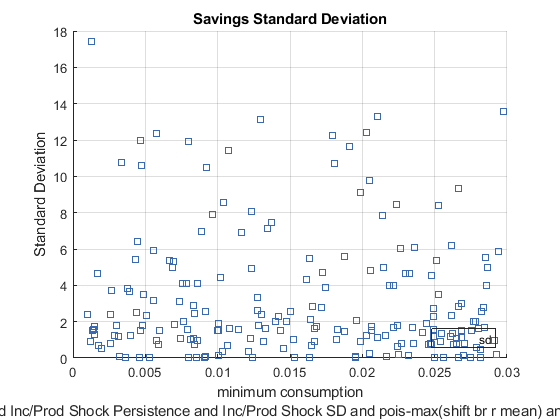 Savings Standard Deviation
18
16
14
12
10
8
6
4
2
0
Standard Deviation
sd
0 0.005 0.01 0.015 0.02 0.025 0.03
minimum consumption
d Inc/Prod Shock Persistence and Inc/Prod Shock SD and pois-max(shift br r mean) an